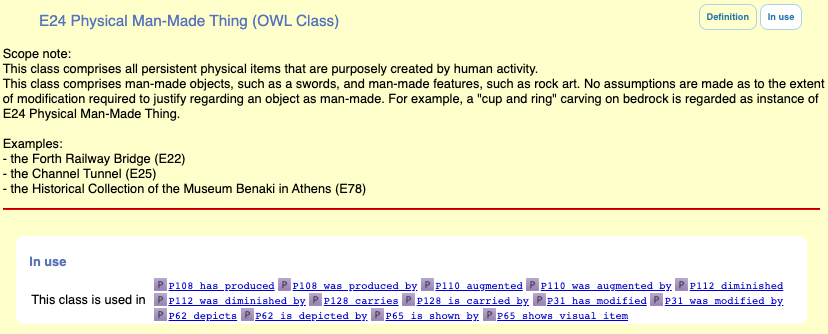 E24 Physical Man-Made Thing (OWL Class)
Definition
In use
Scope note:
This class comprises all persistent physical items that are purposely created by human activity.
This class comprises man-made objects, such as a swords, and man-made features, such as rock art. No assumptions are made as to the extent
of modification required to justify regarding an object as man-made. For example, a "cup and ring" carving on bedrock is regarded as instance of
E24 Physical Man-Made Thing.
Examples:
- the Forth Railway Bridge (E22)
- the Channel Tunnel (E25)
- the Historical Collection of the Museum Benaki in Athens (E78)
In use
This class is used in
P P108 has produced P P108 was produced by P P110 augmented P P110 was augmented by P P112 diminished
P P112 was diminished by P P128 carries P P128 is carried by P P31 has modified P P31 was modified by
P P62 depicts P P62 is depicted by P P65 is shown by P P65 shows visual item